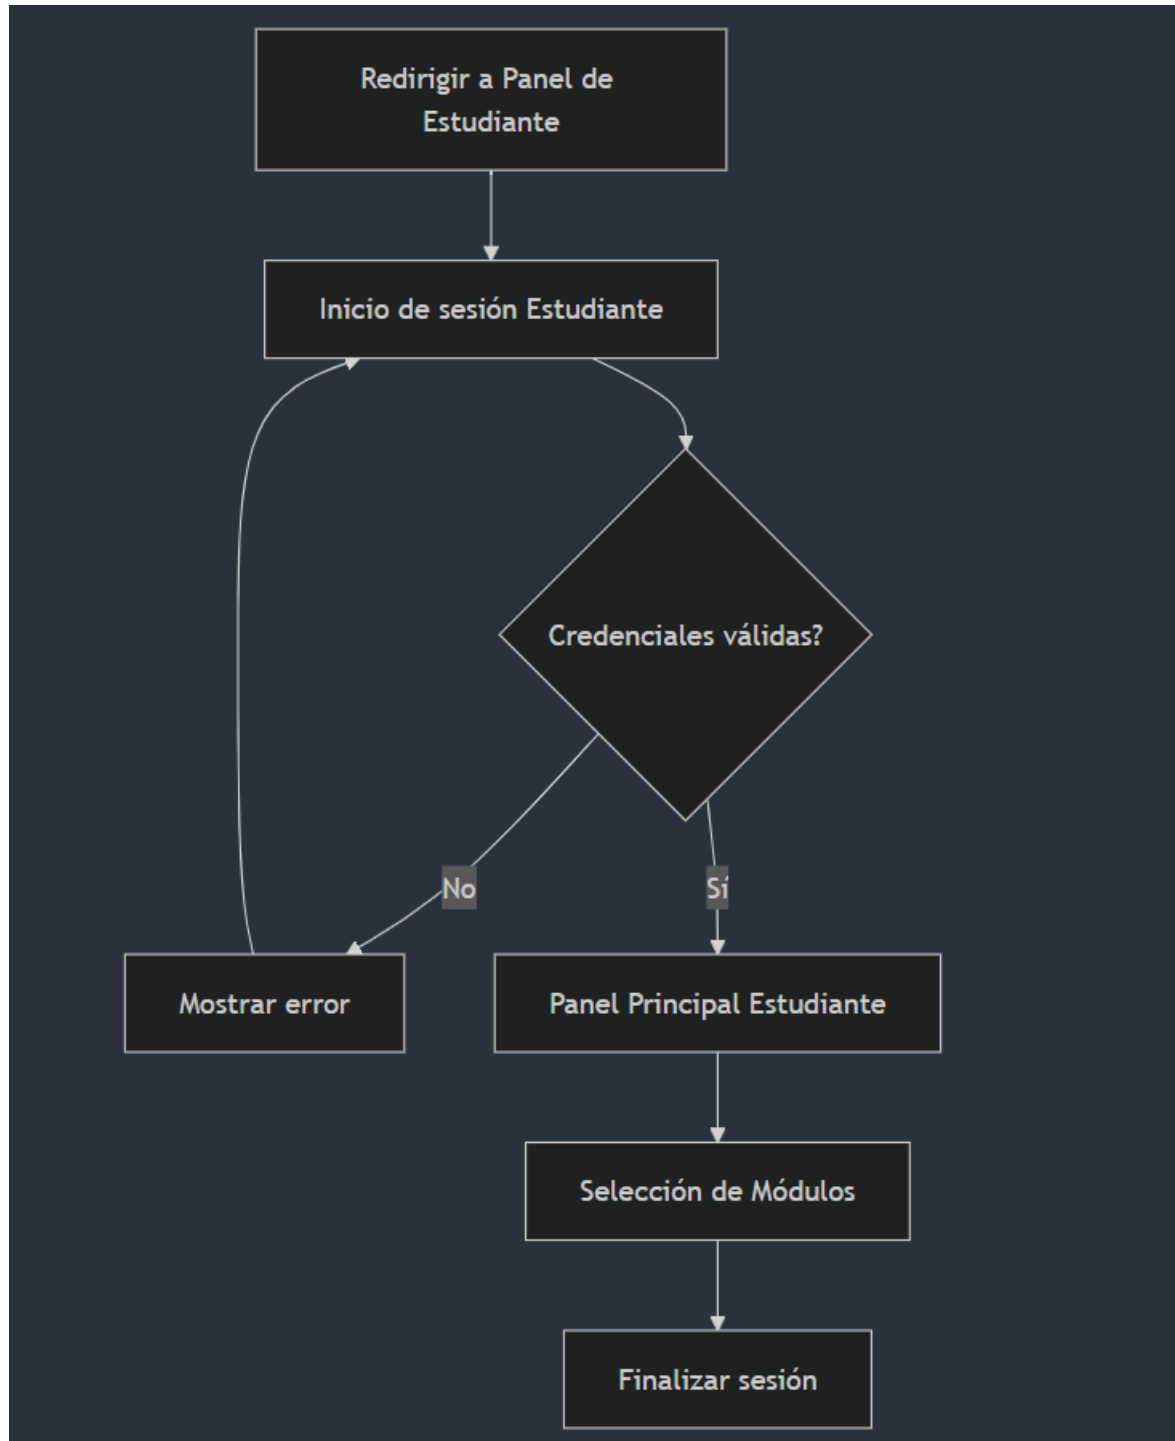 Redirigir a Panel de
Estudiante
Inicio de sesión Estudiante
Credenciales válidas?
No
Sí
Mostrar error
Panel Principal Estudiante
Selección de Módulos
Finalizar sesión